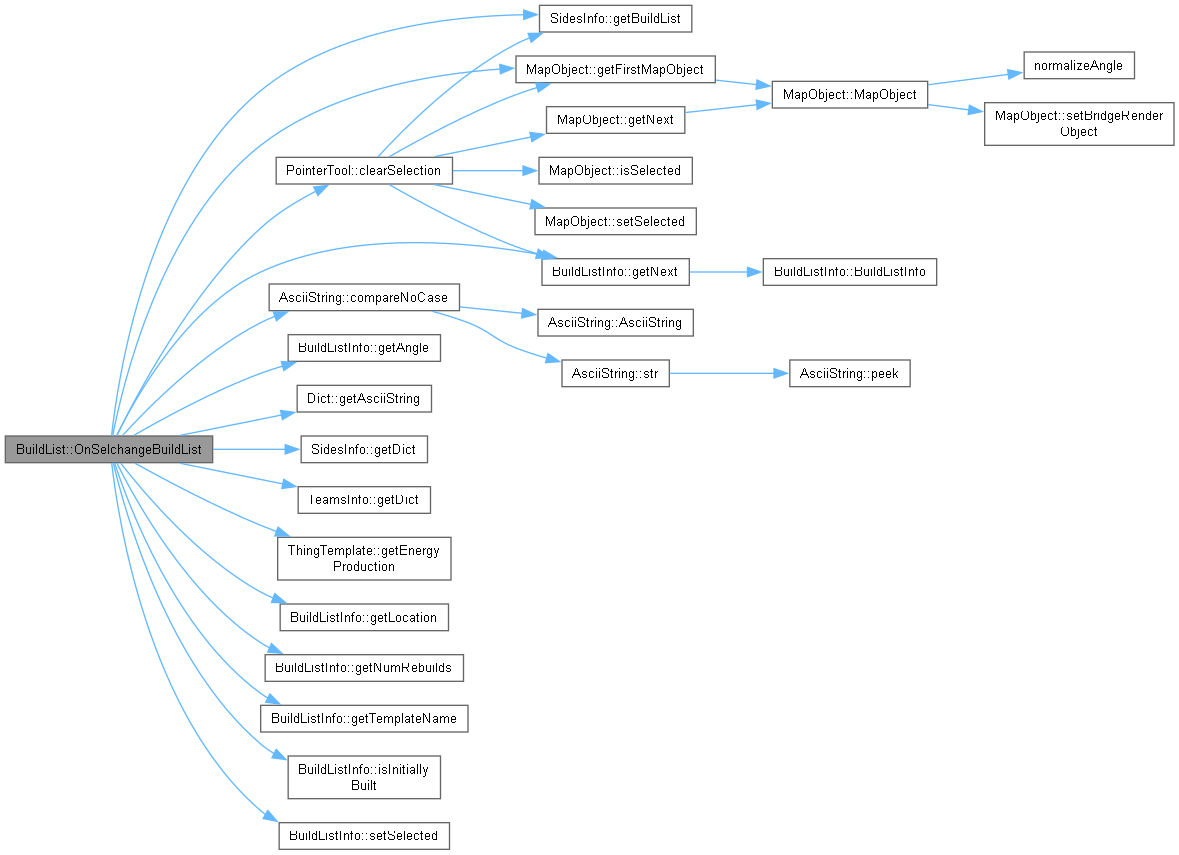 SidesInfo::getBuildList
MapObject::getFirstMapObject
normalizeAngle
MapObject::MapObject
MapObject::setBridgeRender
Object
MapObject::getNext
PointerTool::clearSelection
MapObject::isSelected
MapObject::setSelected
BuildListInfo::getNext
BuildListInfo::BuildListInfo
AsciiString::compareNoCase
AsciiString::AsciiString
BuildListInfo::getAngle
AsciiString::str
AsciiString::peek
Dict::getAsciiString
BuildList::OnSelchangeBuildList
SidesInfo::getDict
TeamsInfo::getDict
ThingTemplate::getEnergy
Production
BuildListInfo::getLocation
BuildListInfo::getNumRebuilds
BuildListInfo::getTemplateName
BuildListInfo::isInitially
Built
BuildListInfo::setSelected